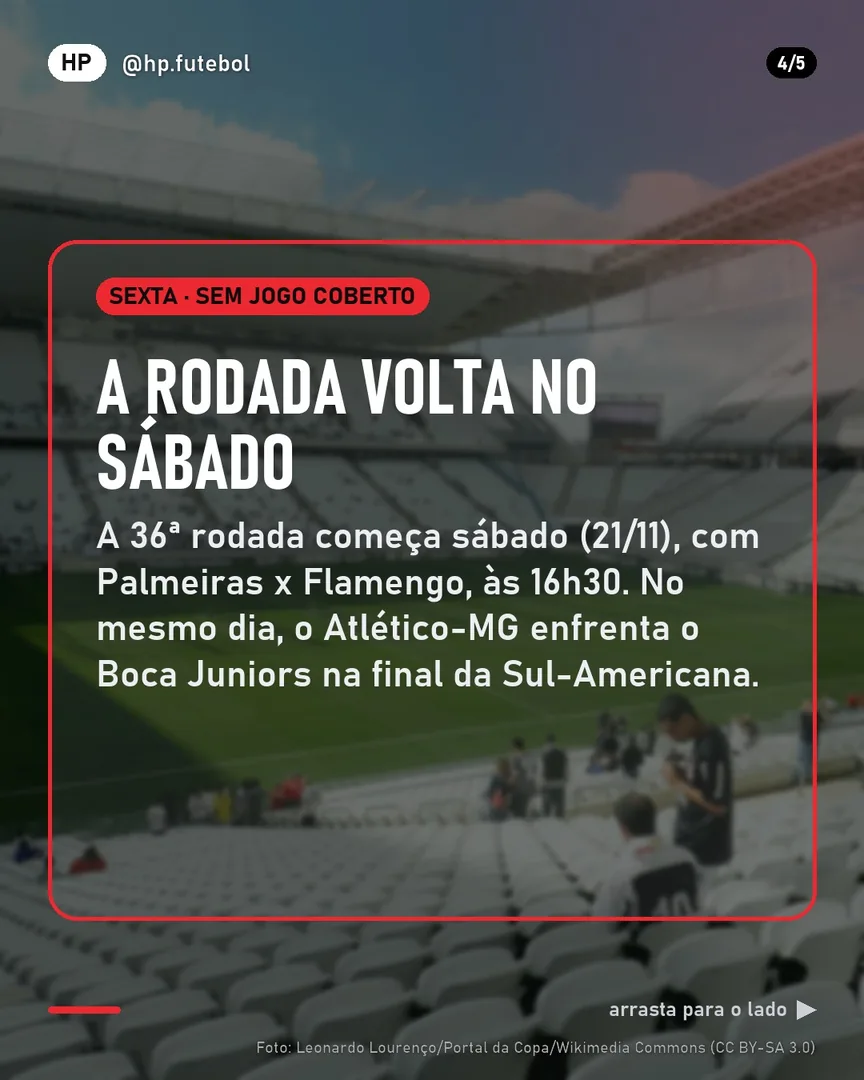 HP @hp.futebol 4/5
SEXTA · SEM JOGO COBERTO
A RODADA VOLTA NO
SÁBADO
A 36ª rodada começa sábado (21/11), com
Palmeiras x Flamengo, às 16h30. No
mesmo dia, o Atlético-MG enfrenta o
Boca Juniors na final da Sul-Americana.
arrasta para o lado ▶
Foto: Leonardo Lourenço/Portal da Copa/Wikimedia Commons (CC BY-SA 3.0)